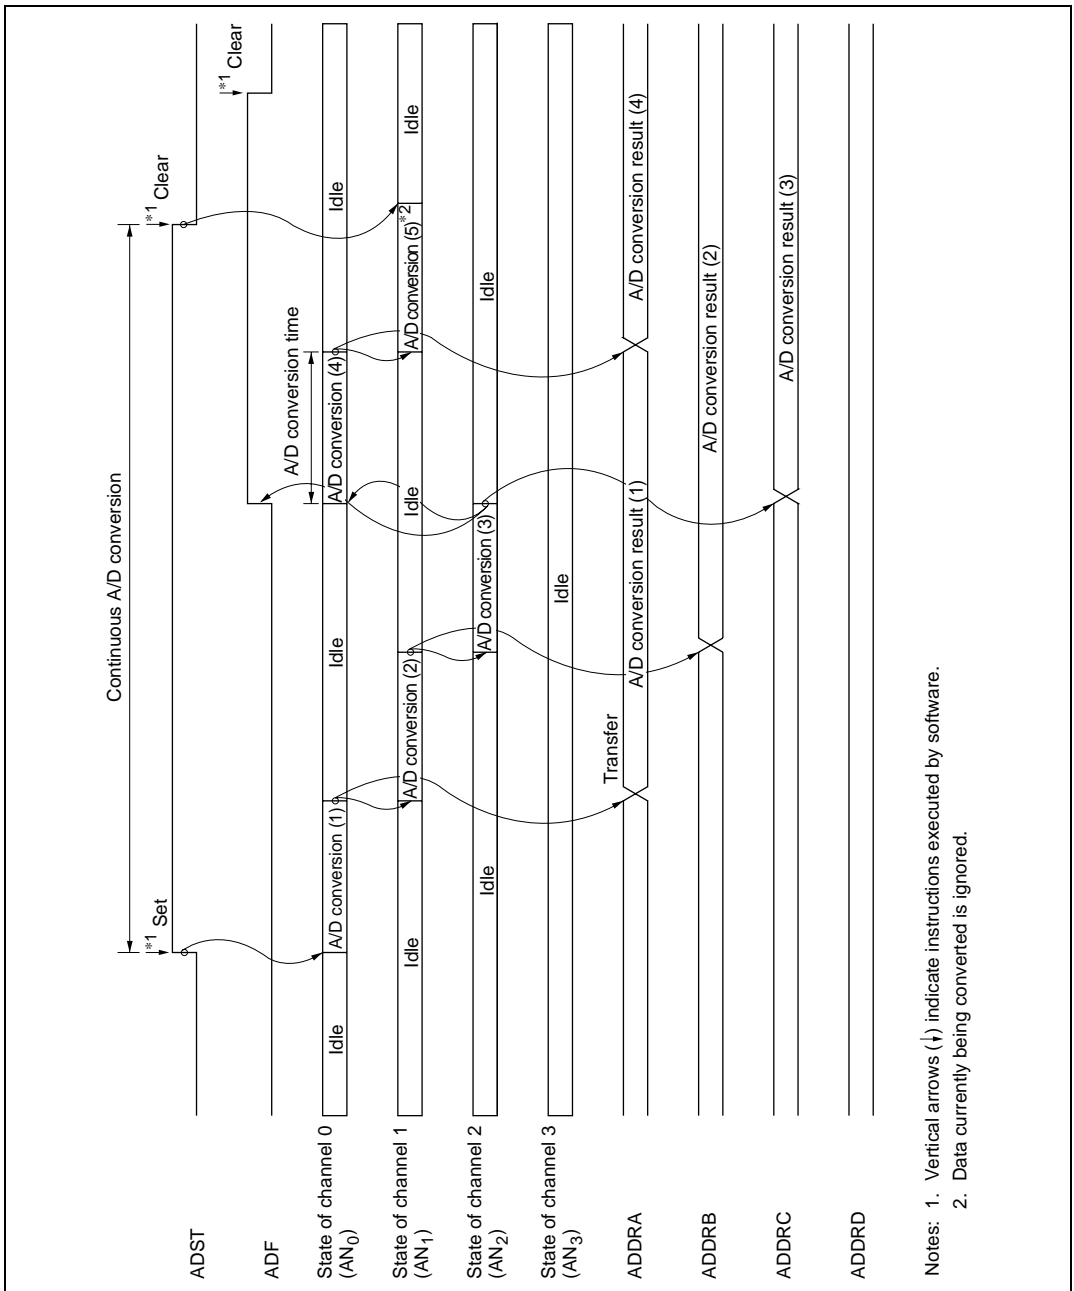 Continuous A/D conversion
*1 Set
*1 Clear
ADST
*1 Clear
ADF
A/D conversion time
State of channel 0
(AN0)
Idle
A/D conversion (1)
Idle
A/D conversion (4)
Idle
State of channel 1
(AN1)
Idle
A/D conversion (2)
Idle
A/D conversion (5)*2
Idle
State of channel 2
(AN2)
Idle
A/D conversion (3)
Idle
State of channel 3
(AN3)
Idle
Transfer
ADDRA
A/D conversion result (1)
A/D conversion result (4)
ADDRB
A/D conversion result (2)
ADDRC
A/D conversion result (3)
ADDRD
Notes: 1. Vertical arrows (↓) indicate instructions executed by software.
2. Data currently being converted is ignored.